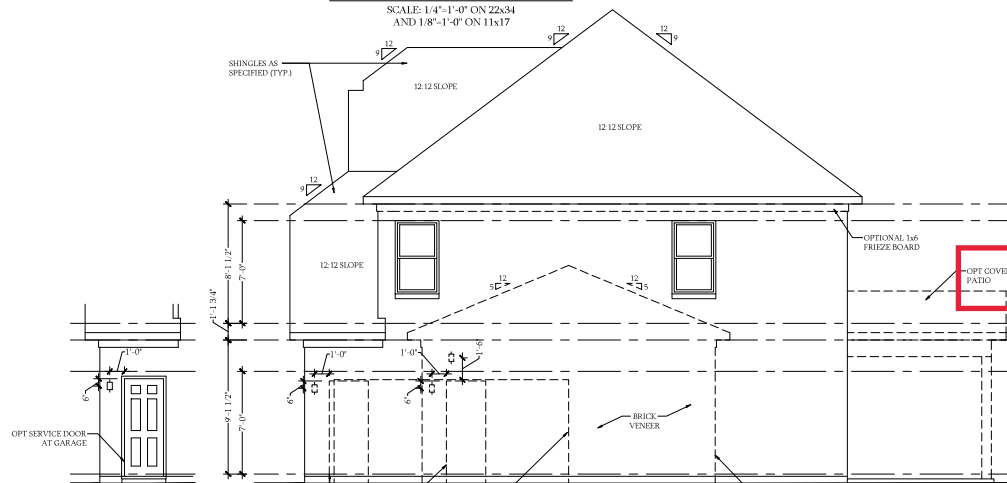 SCALE: 1/4"=1'-0" ON 22x34
AND 1/8"=1'-0" ON 11x17
12
9
12
9
12
9
SHINGLES AS
SPECIFIED (TYP.)
12:12 SLOPE
12:12 SLOPE
12
9
OPTIONAL 1x6
FRIEZE BOARD
12:12 SLOPE
8'-1 1/2"
7'-0"
OPT COVE
PATIO
12
5
12
5
1'-1 3/4"
1'-0"
1'-0"
1'-0"
1'-6"
6"
6"
6"
9'-1 1/2"
7'-0"
BRICK
VENEER
OPT SERVICE DOOR
AT GARAGE